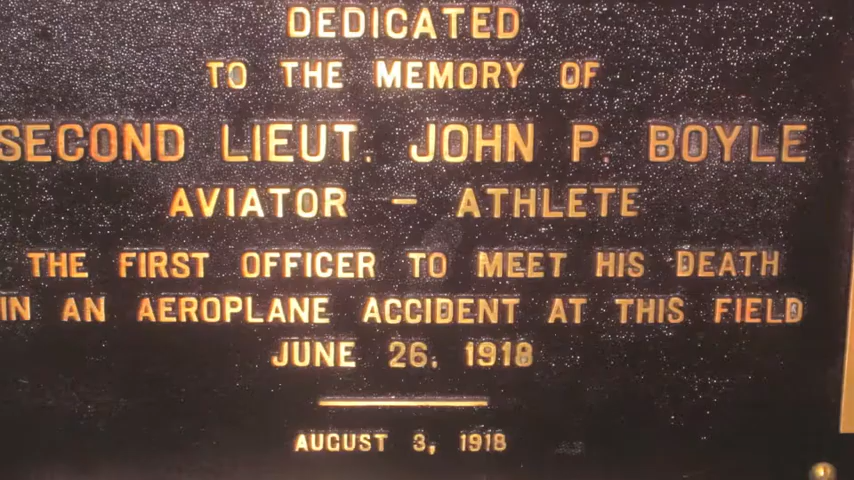 DEDICATED
TO THE MEMORY OF
SECOND LIEUT. JOHN P. BOYLE
AVIATOR – ATHLETE
THE FIRST OFFICER TO MEET HIS DEATH
IN AN AEROPLANE ACCIDENT AT THIS FIELD
JUNE 26. 1918
AUGUST 3, 1918